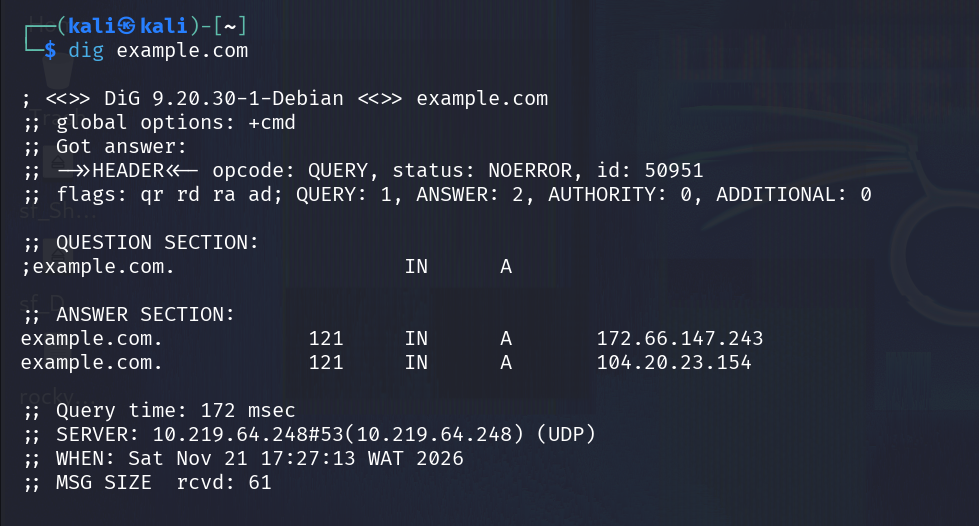 ┌──(kali㉿kali)-[~]
└─$ dig example.com
; <<>> DiG 9.20.30-1-Debian <<>> example.com
;; global options: +cmd
;; Got answer:
;; ->>HEADER<<- opcode: QUERY, status: NOERROR, id: 50951
;; flags: qr rd ra ad; QUERY: 1, ANSWER: 2, AUTHORITY: 0, ADDITIONAL: 0
;; QUESTION SECTION:
;example.com. IN A
;; ANSWER SECTION:
example.com. 121 IN A 172.66.147.243
example.com. 121 IN A 104.20.23.154
;; Query time: 172 msec
;; SERVER: 10.219.64.248#53(10.219.64.248) (UDP)
;; WHEN: Sat Nov 21 17:27:13 WAT 2026
;; MSG SIZE  rcvd: 61